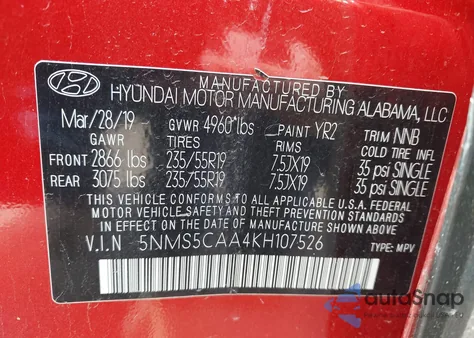 MANUFACTURED BY
HYUNDAI MOTOR MANUFACTURING ALABAMA, LLC
Mar/28/19 GVWR 4960 lbs PAINT YR2 TRIM NNB
GAWR TIRES RIMS COLD TIRE INFL
FRONT 2866 lbs 235/55R19 7.5JX19 35 psi SINGLE
REAR 3075 lbs 235/55R19 7.5JX19 35 psi SINGLE
THIS VEHICLE CONFORMS TO ALL APPLICABLE U.S.A. FEDERAL
MOTOR VEHICLE SAFETY, BUMPER, AND THEFT PREVENTION STANDARDS
IN EFFECT ON THE DATE OF MANUFACTURE SHOWN ABOVE.
V.I.N 5NMS5CAA4KH107526 TYPE: MPV
autoSnap